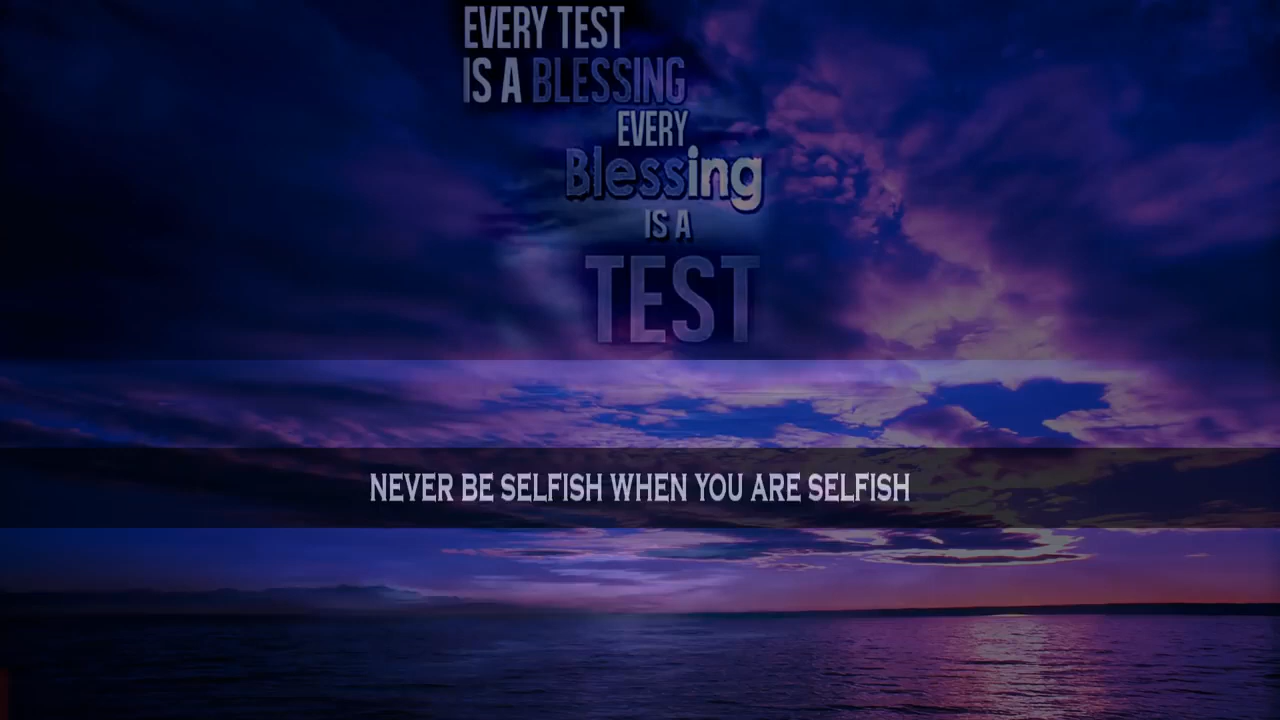 EVERY TEST
IS A BLESSING
EVERY
Blessing
IS A
TEST
NEVER BE SELFISH WHEN YOU ARE SELFISH